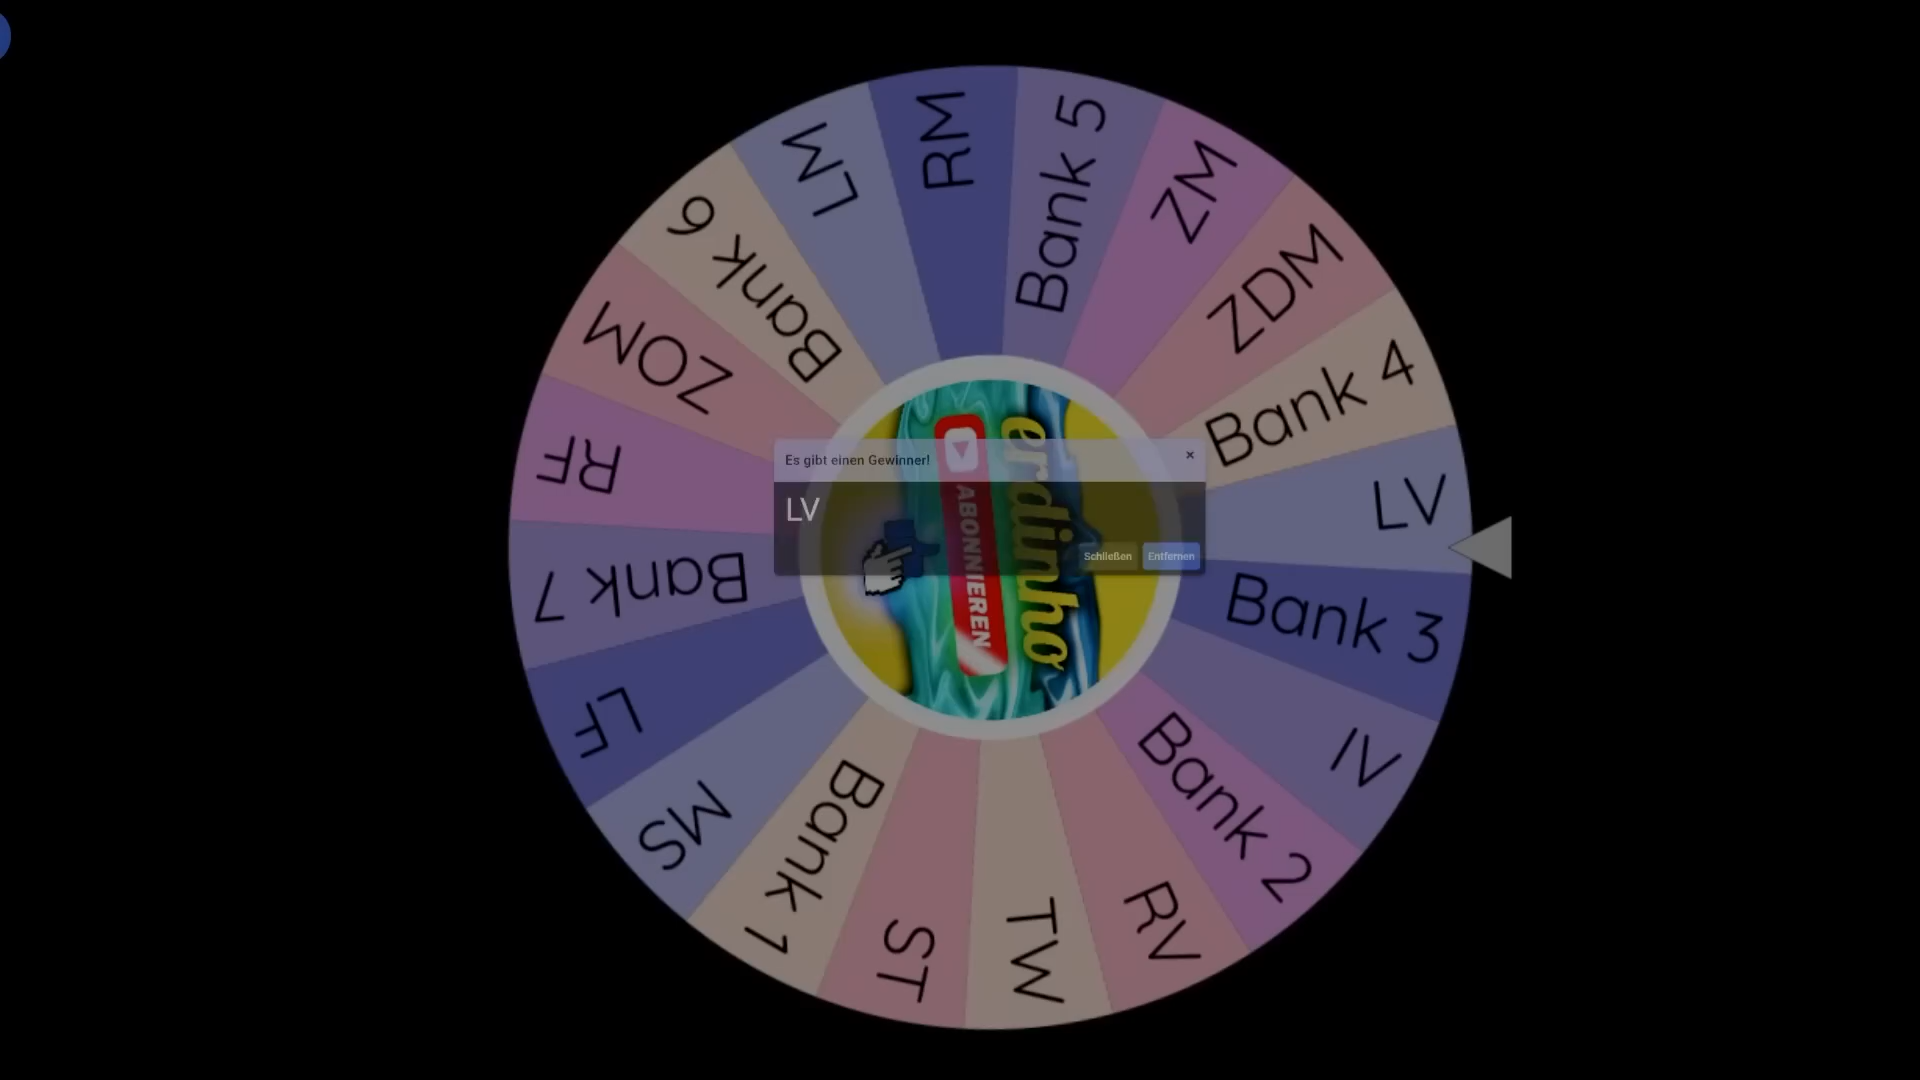 RM
Bank 5
ZM
ZDM
Bank 4
LV
Bank 3
IV
Bank 2
RV
TW
ST
Bank 1
MS
LF
Bank 7
RF
ZOM
Bank 6
LM
erdinho
ABONNIEREN
Es gibt einen Gewinner!
×
LV
Schließen
Entfernen